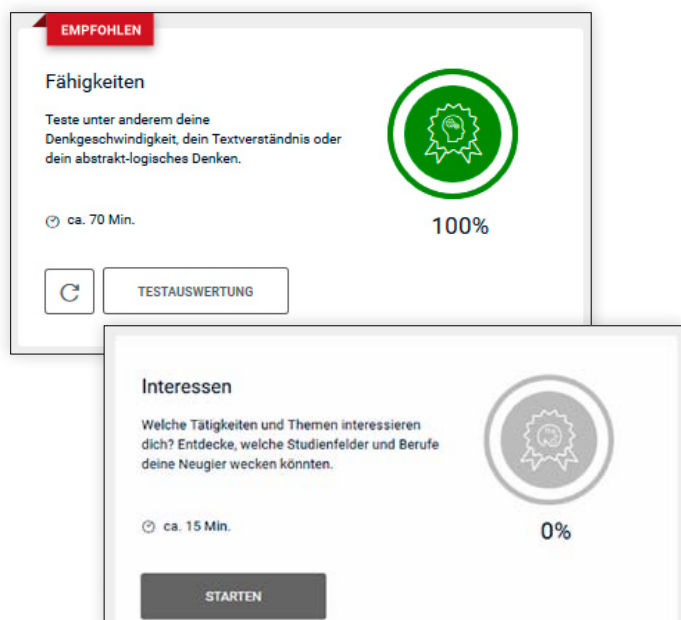 EMPFOHLEN
Fähigkeiten
Teste unter anderem deine
Denkgeschwindigkeit, dein Textverständnis oder
dein abstrakt-logisches Denken.
ca. 70 Min.
100%
TESTAUSWERTUNG
Interessen
Welche Tätigkeiten und Themen interessieren
dich? Entdecke, welche Studienfelder und Berufe
deine Neugier wecken könnten.
ca. 15 Min.
0%
STARTEN